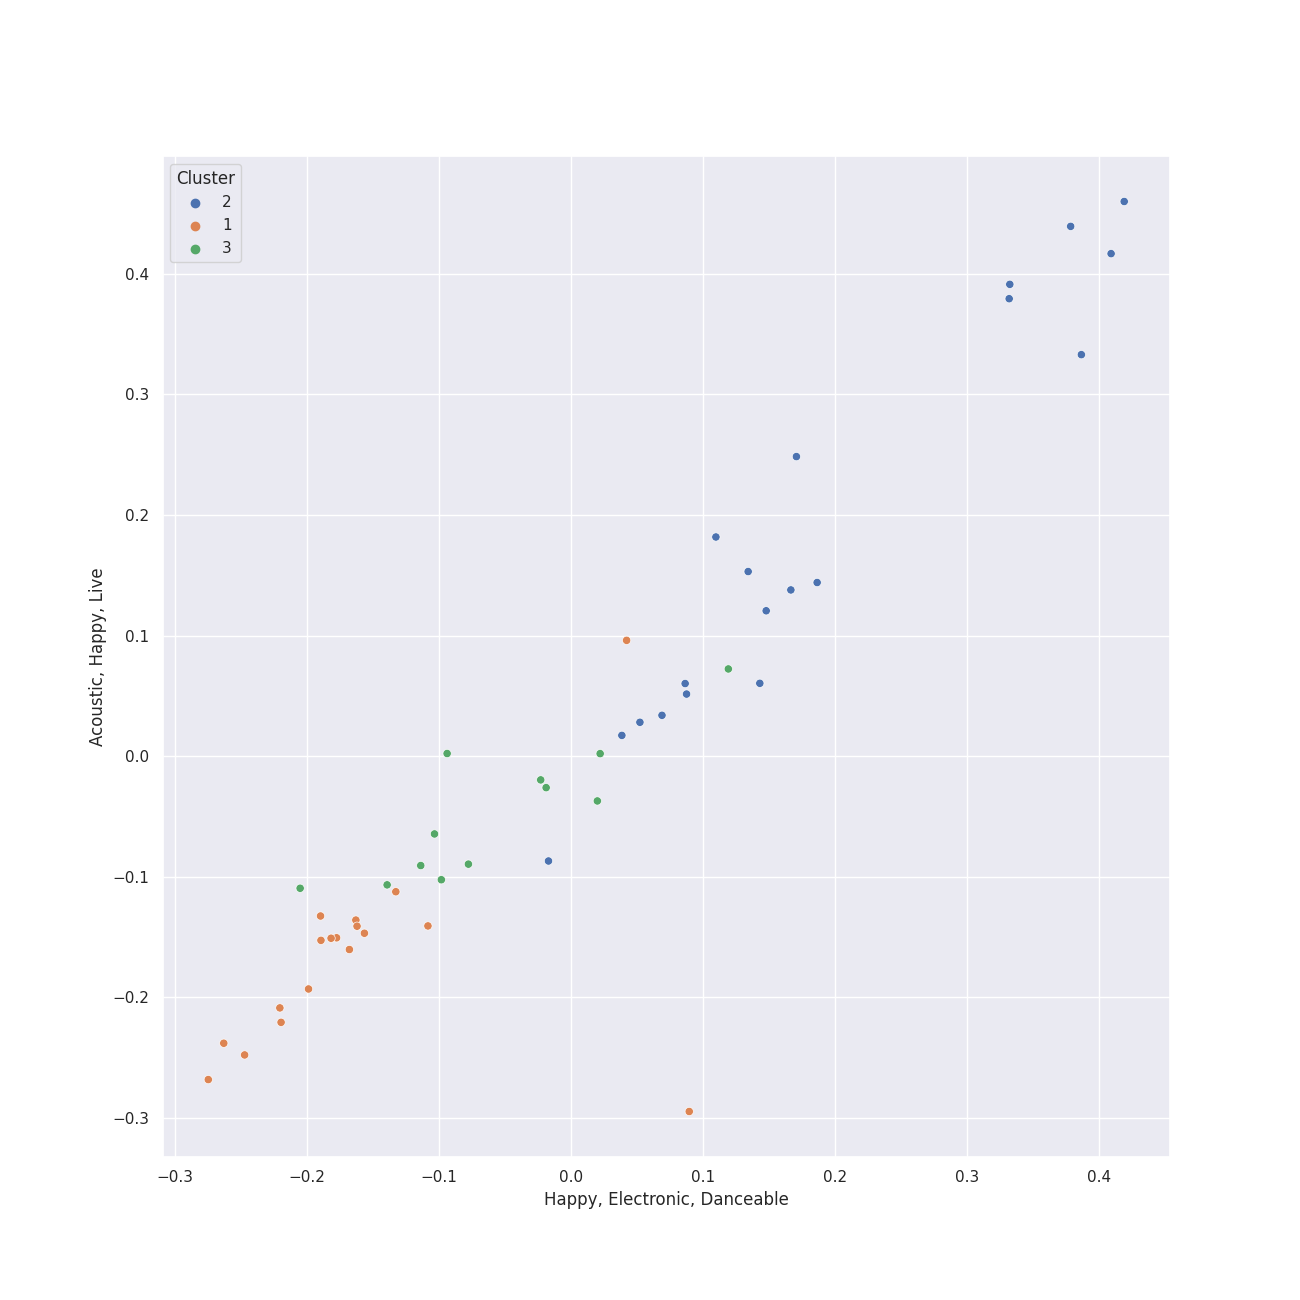 Cluster
2
1
3
0.4
0.3
0.2
0.1
0.0
−0.1
−0.2
−0.3
Acoustic, Happy, Live
−0.3 −0.2 −0.1 0.0 0.1 0.2 0.3 0.4
Happy, Electronic, Danceable